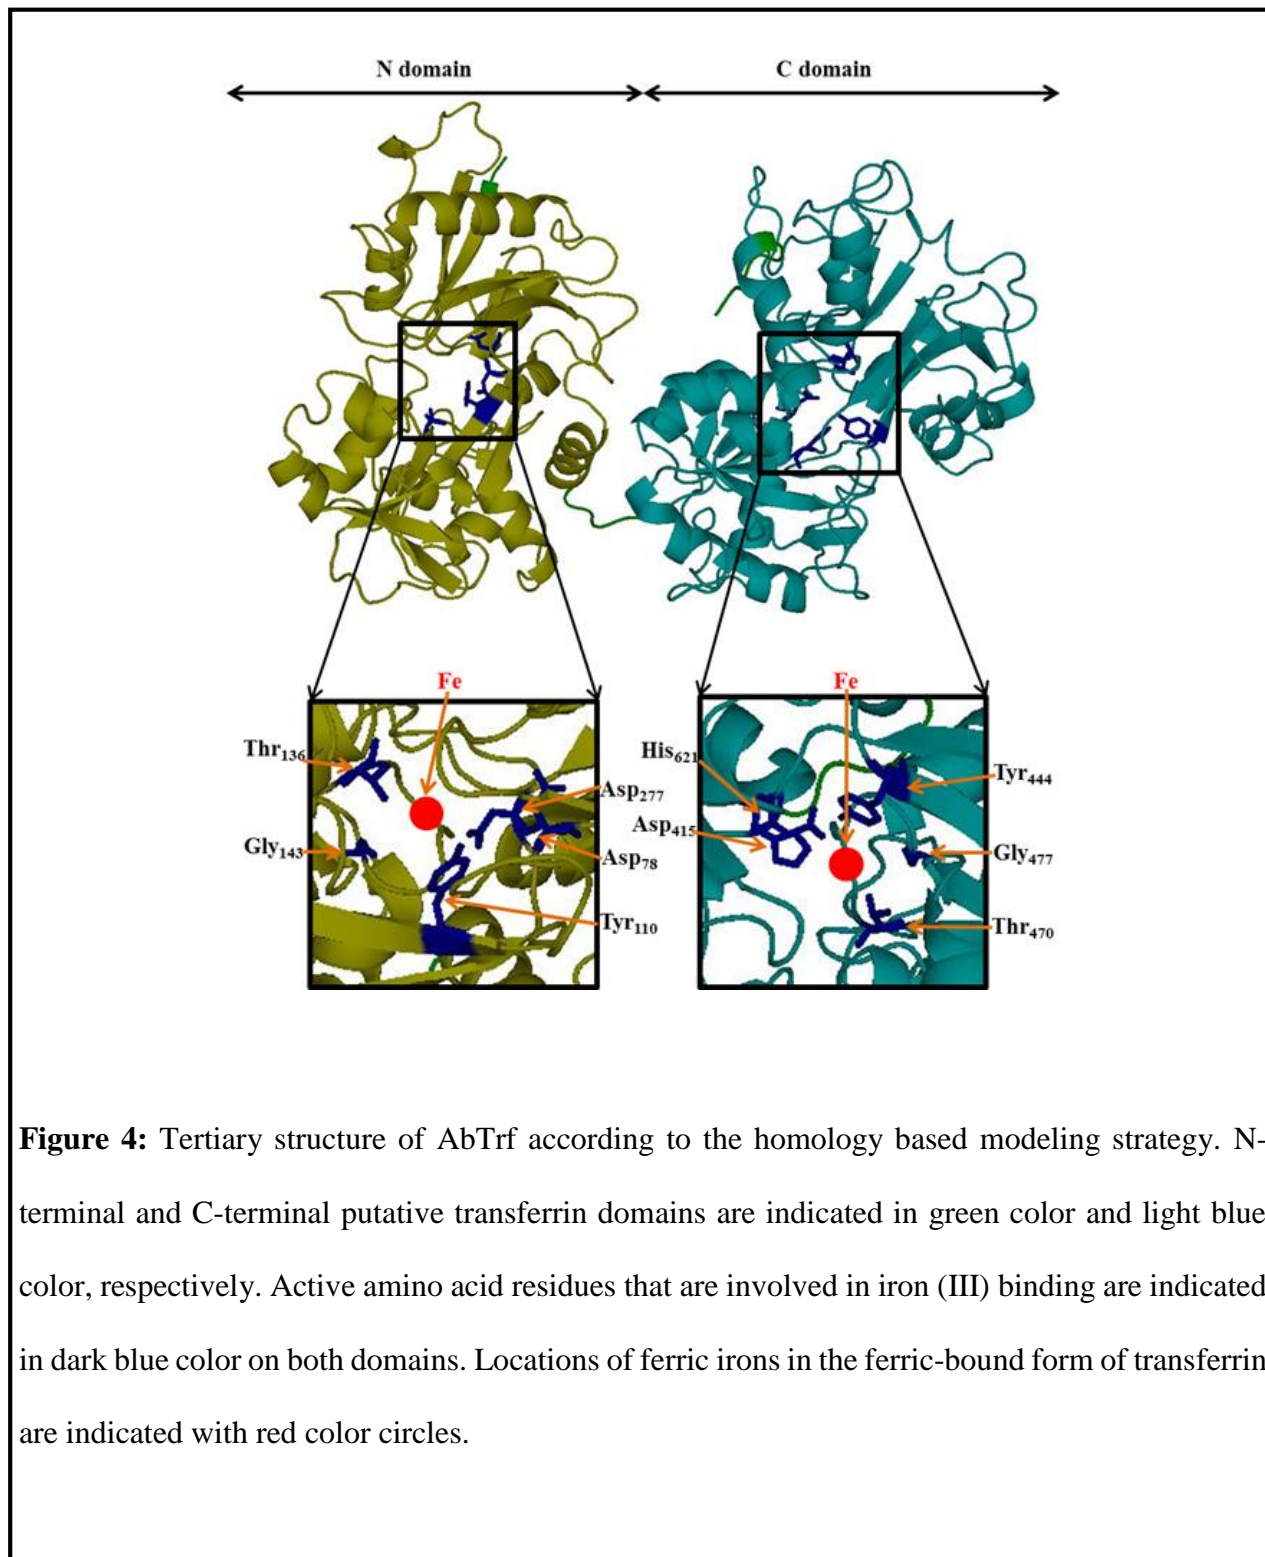 N domain C domain
Fe Fe
Thr136 His621 Tyr444
Asp277 Asp415
Gly143 Asp78 Gly477
Tyr110 Thr470
Figure 4: Tertiary structure of AbTrf according to the homology based modeling strategy. N-
terminal and C-terminal putative transferrin domains are indicated in green color and light blue
color, respectively. Active amino acid residues that are involved in iron (III) binding are indicated
in dark blue color on both domains. Locations of ferric irons in the ferric-bound form of transferrin
are indicated with red color circles.